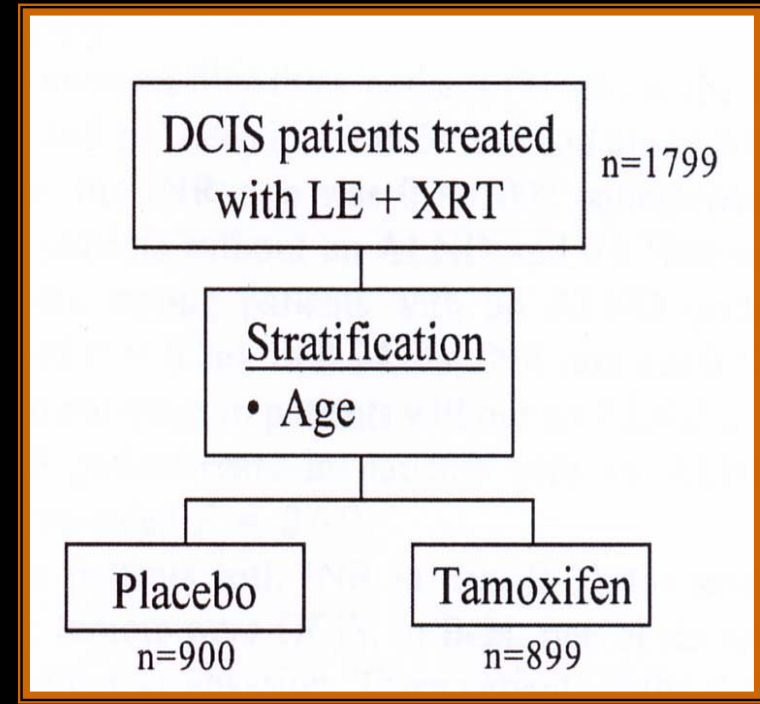 DCIS patients treated
with LE + XRT
n=1799
Stratification
• Age
Placebo
Tamoxifen
n=900
n=899